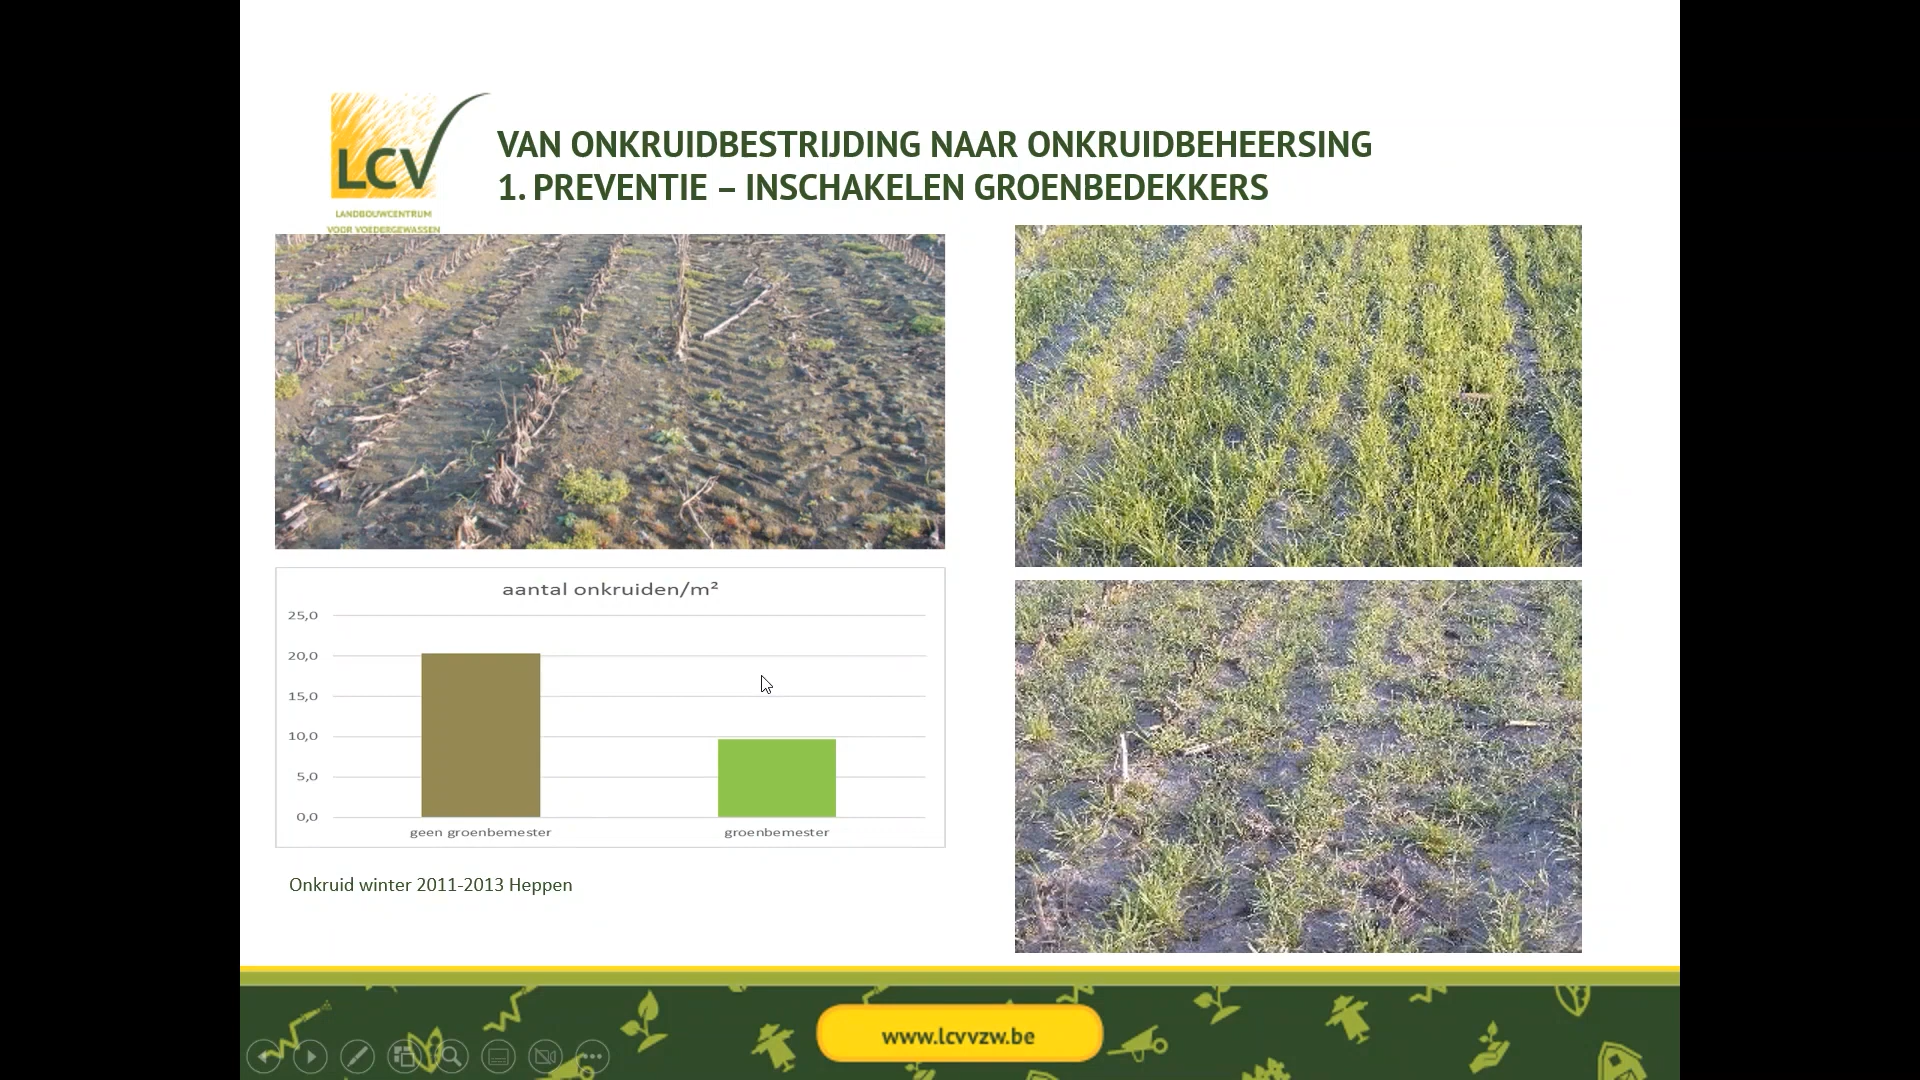 LCV
LANDBOUWCENTRUM
VOOR VOEDERGEWASSEN
VAN ONKRUIDBESTRIJDING NAAR ONKRUIDBEHEERSING
1. PREVENTIE – INSCHAKELEN GROENBEDEKKERS
aantal onkruiden/m²
25,0
20,0
15,0
10,0
5,0
0,0
geen groenbemester
groenbemester
Onkruid winter 2011-2013 Heppen
www.lcvvzw.be